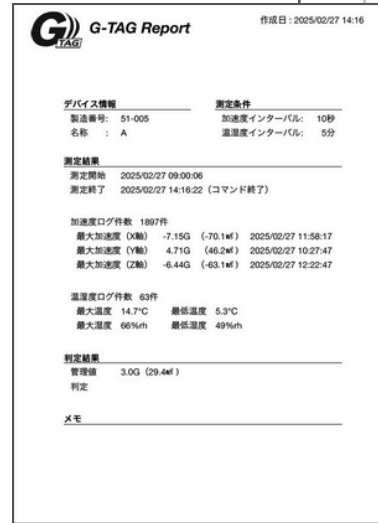 G))
TAG
G-TAG Report
作成日 : 2025/02/27 14:16
デバイス情報
測定条件
製造番号: 51-005
加速度インターバル: 10秒
名称 : A
温湿度インターバル: 5分
測定結果
測定開始 2025/02/27 09:00:06
測定終了 2025/02/27 14:16:22（コマンド終了）
加速度ログ件数 1897件
最大加速度（X軸） -7.15G (-70.1㎨) 2025/02/27 11:58:17
最大加速度（Y軸） 4.71G (46.2㎨) 2025/02/27 10:27:47
最大加速度（Z軸） -6.44G (-63.1㎨) 2025/02/27 12:22:47
温湿度ログ件数 63件
最大温度 14.7°C 最低温度 5.3°C
最大湿度 66%rh 最低湿度 49%rh
判定結果
管理値 3.0G (29.4㎨)
判定
メモ